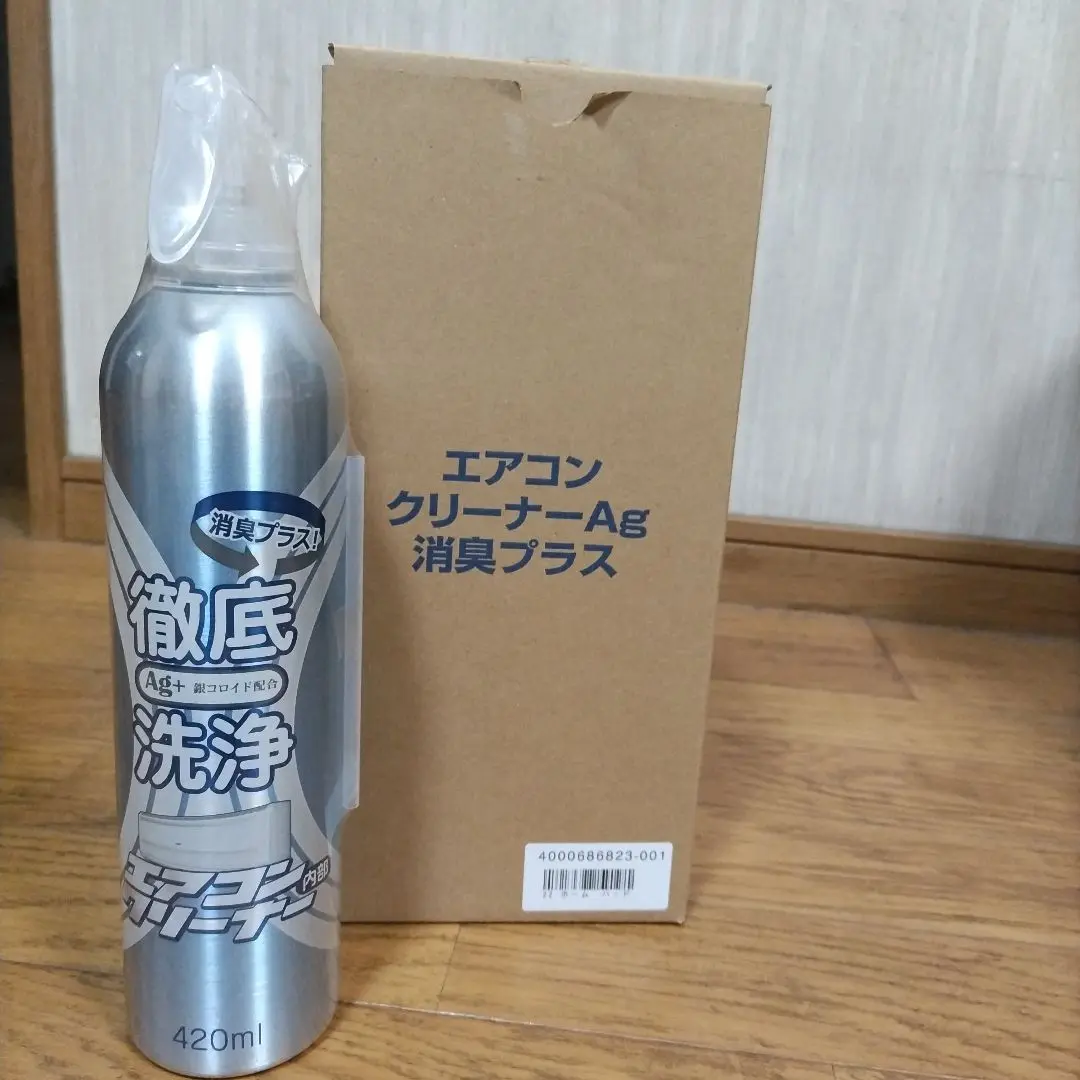 消臭プラス!
徹底
Ag+ 銀コロイド配合
洗浄
エアコン内部
クリーナー
420ml
エアコン
クリーナーAg
消臭プラス
4000686823-001